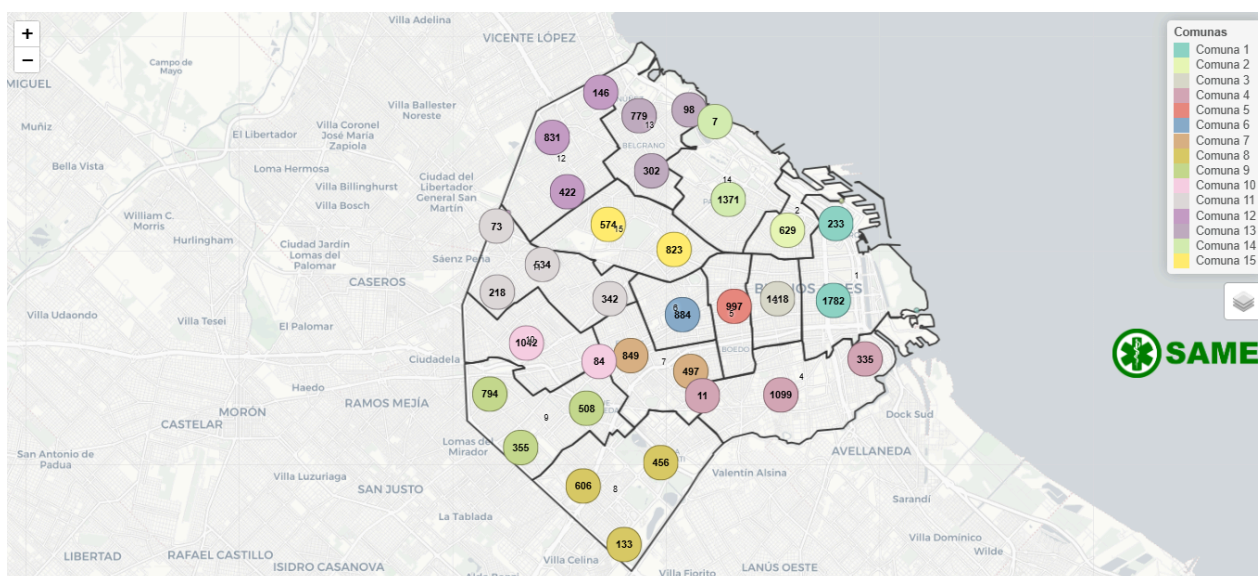 +
−
Villa Adelina
VICENTE LÓPEZ
Campo de
Mayo
MIGUEL
Muñiz
Villa Ballester
Noreste
Villa Coronel
José María
Zapiola
El Libertador
Bella Vista
Loma Hermosa
Ciudad del
Libertador
General San
Martín
Villa Billinghurst
Villa Bosch
William C.
Morris
Hurlingham
Ciudad Jardin
Lomas del
Palomar
Sáenz Peña
CASEROS
Villa Udaondo
Villa Tesei
El Palomar
Ciudadela
Haedo
RAMOS MEJÍA
MORÓN
CASTELAR
San Antonio de
Padua
Lomas del
Mirador
Villa Luzuriaga
SAN JUSTO
La Tablada
LIBERTAD
RAFAEL CASTILLO
ISIDRO CASANOVA
Villa Celina
Villa Fiorito
LANÚS OESTE
Valentín Alsina
AVELLANEDA
Dock Sud
Sarandí
Villa Domínico
Wilde
BELGRANO
146
779
13
98
7
831
12
422
302
14
1371
2
629
233
73
574
15
823
534
218
342
1
1782
6
884
997
5
1418
1042
84
849
7
497
11
4
1099
335
794
508
9
355
456
606
8
133
Comunas
Comuna 1
Comuna 2
Comuna 3
Comuna 4
Comuna 5
Comuna 6
Comuna 7
Comuna 8
Comuna 9
Comuna 10
Comuna 11
Comuna 12
Comuna 13
Comuna 14
Comuna 15
SAME